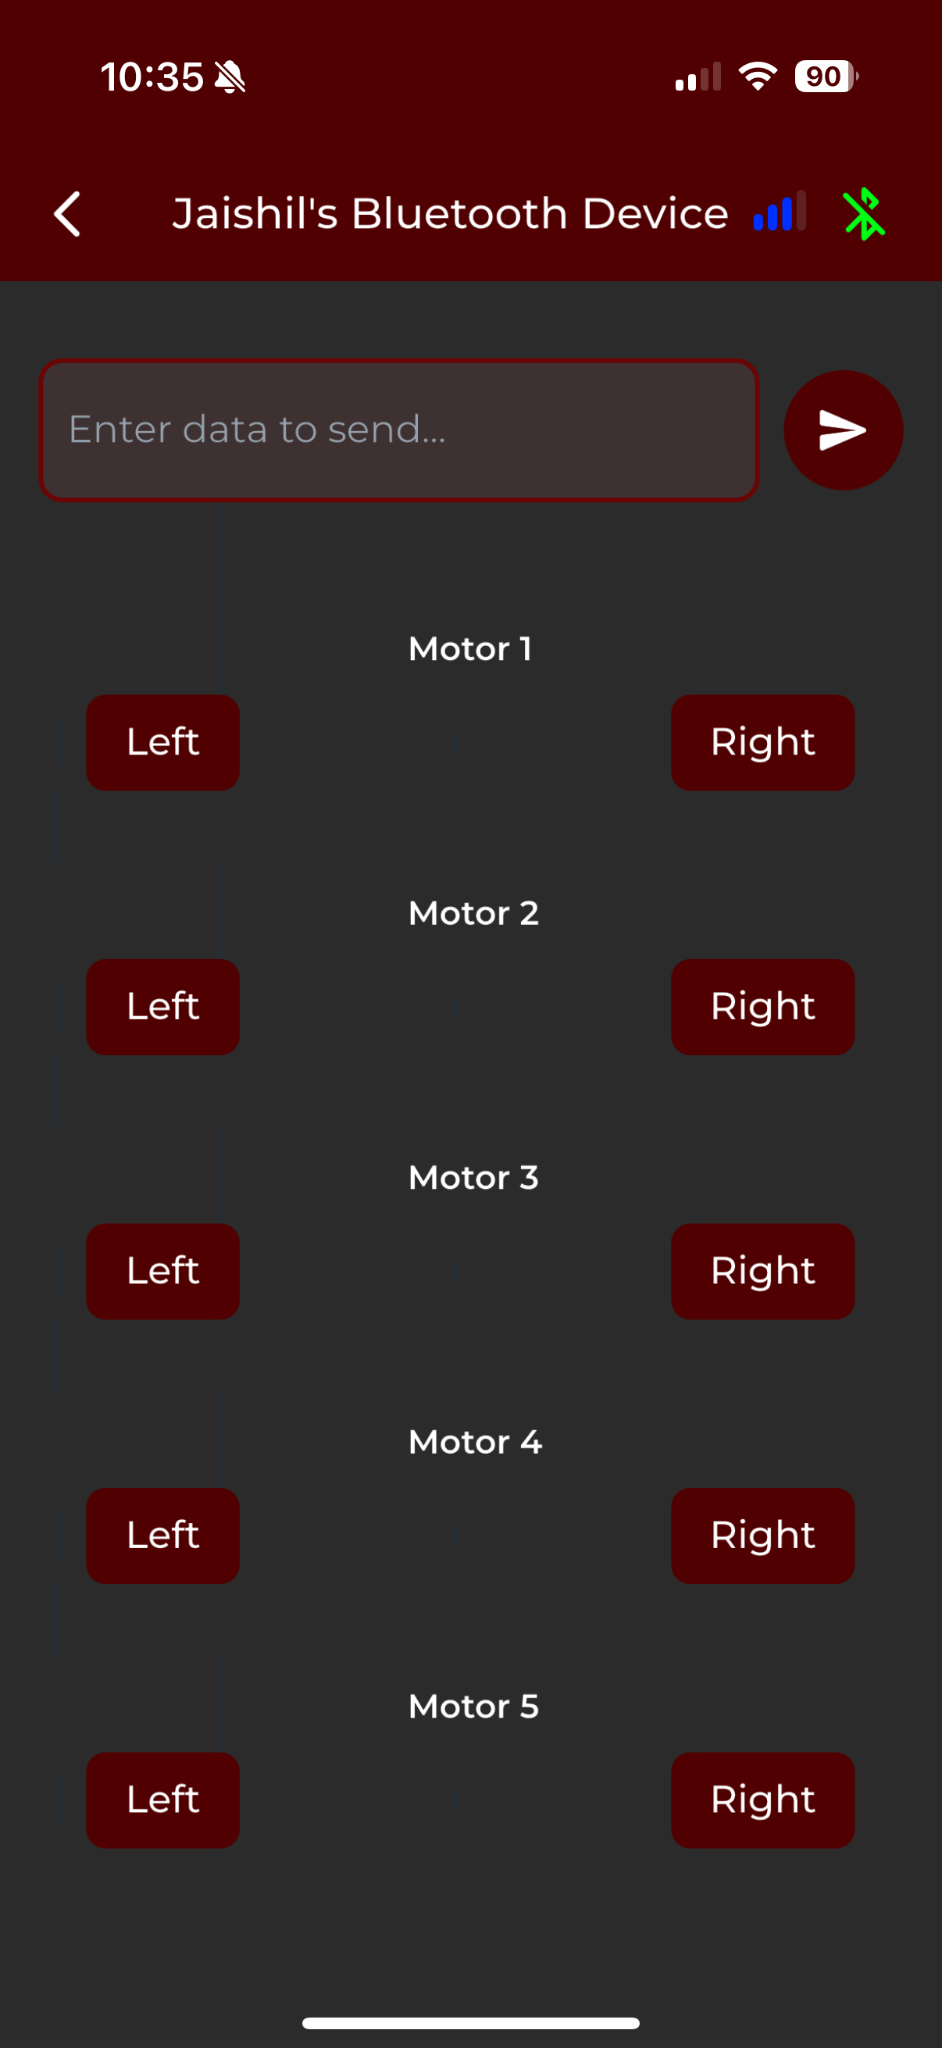 10:35
90
Jaishil's Bluetooth Device
Enter data to send...
Motor 1
Left Right
Motor 2
Left Right
Motor 3
Left Right
Motor 4
Left Right
Motor 5
Left Right